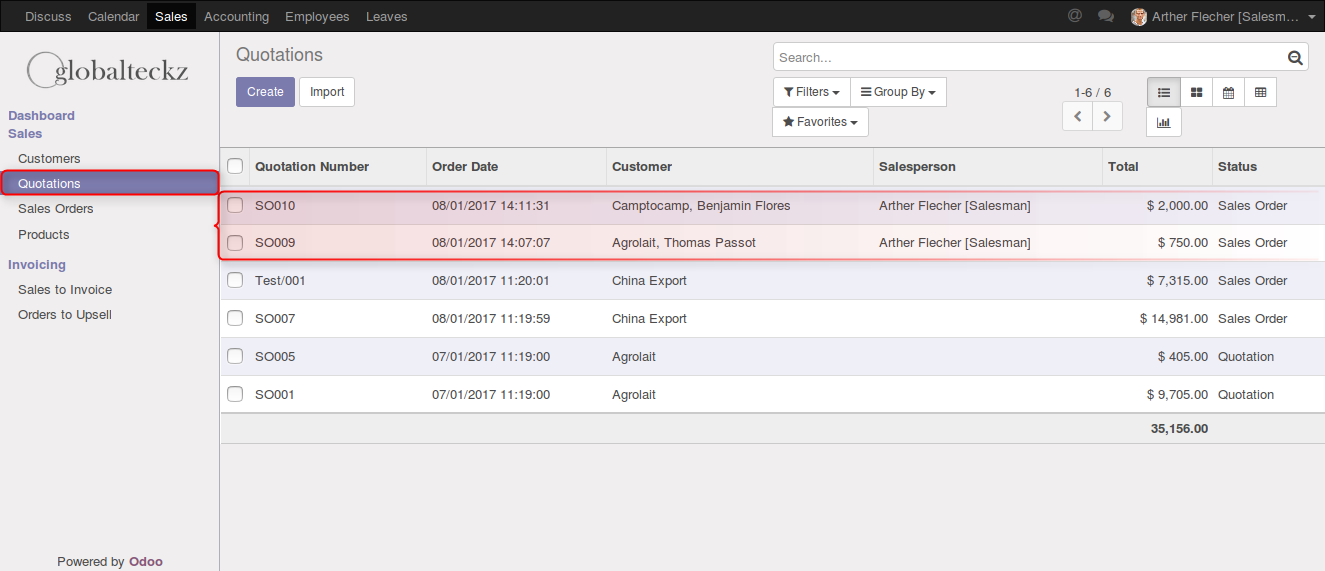 Discuss Calendar Sales Accounting Employees Leaves @ Arther Flecher [Salesm...
globalteckz
Dashboard
Sales
Customers
Quotations
Sales Orders
Products
Invoicing
Sales to Invoice
Orders to Upsell
Powered by Odoo
Quotations
Search...
Create Import
Filters Group By
Favorites
1-6 / 6
Quotation Number Order Date Customer Salesperson Total Status
SO010 08/01/2017 14:11:31 Camptocamp, Benjamin Flores Arther Flecher [Salesman] $ 2,000.00 Sales Order
SO009 08/01/2017 14:07:07 Agrolait, Thomas Passot Arther Flecher [Salesman] $ 750.00 Sales Order
Test/001 08/01/2017 11:20:01 China Export $ 7,315.00 Sales Order
SO007 08/01/2017 11:19:59 China Export $ 14,981.00 Sales Order
SO005 07/01/2017 11:19:00 Agrolait $ 405.00 Quotation
SO001 07/01/2017 11:19:00 Agrolait $ 9,705.00 Quotation
35,156.00